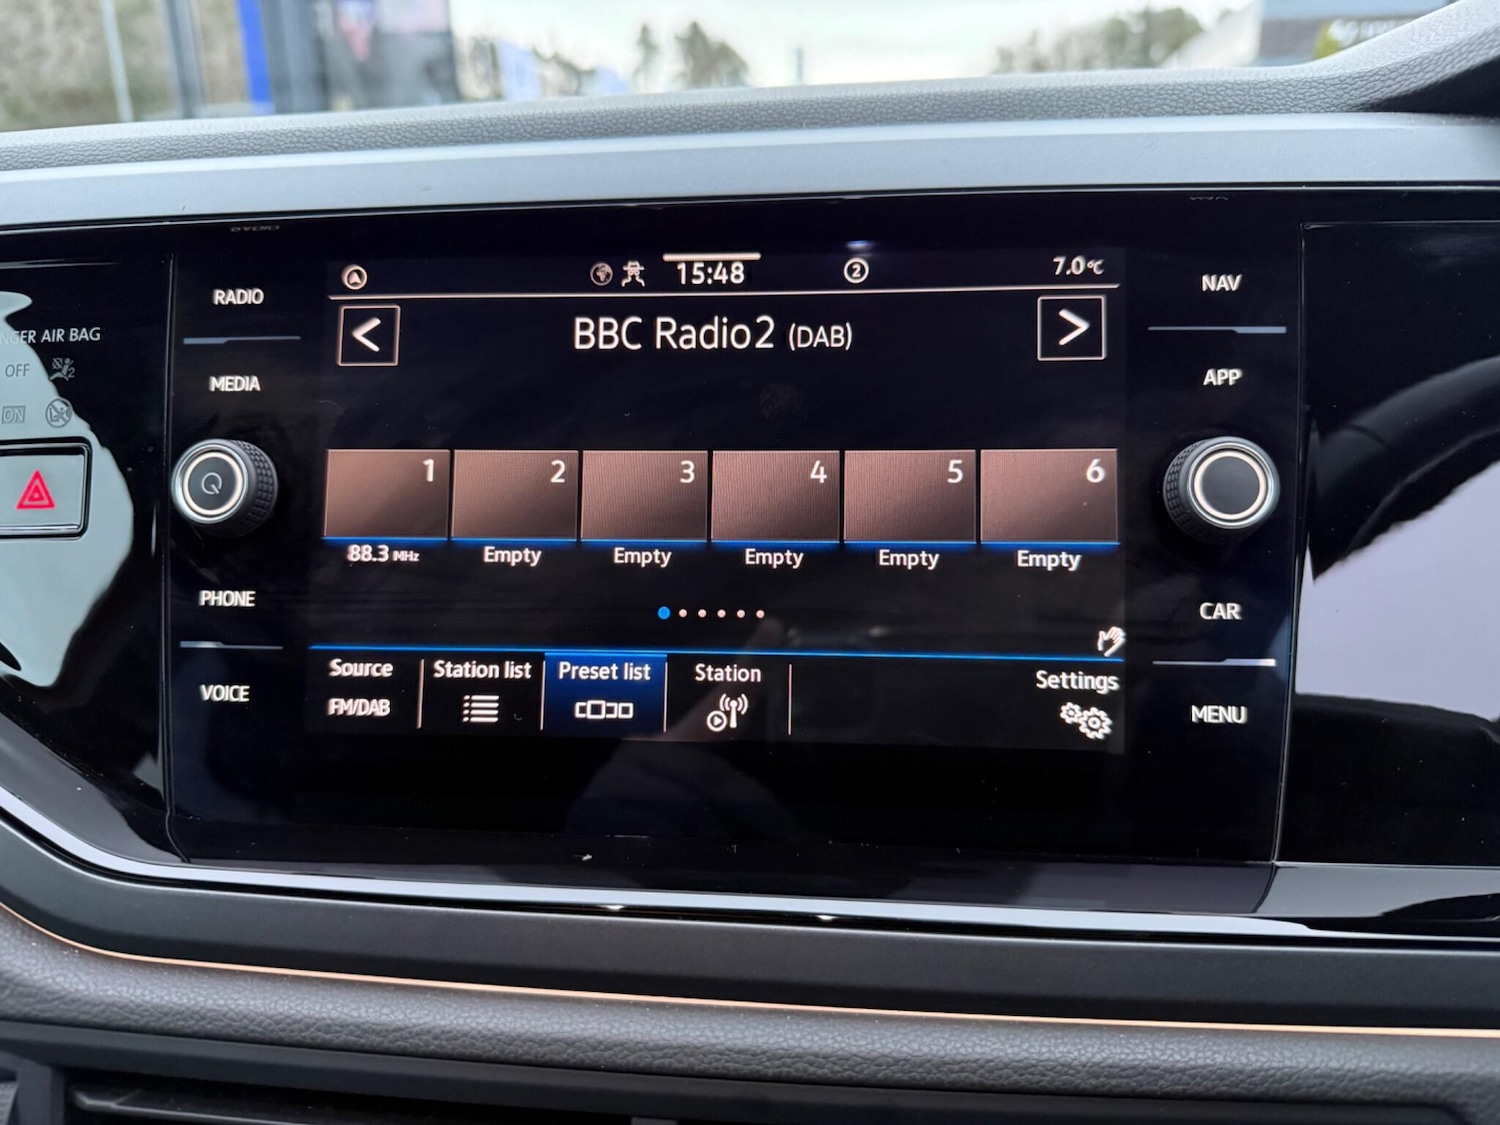 RADIO
MEDIA
PHONE
VOICE
NGER AIR BAG
OFF
ON
15:48
2
7.0°C
<
BBC Radio2 (DAB)
>
1 2 3 4 5 6
88.3 MHz Empty Empty Empty Empty Empty
Source Station list Preset list Station Settings
FM/DAB
NAV
APP
CAR
MENU